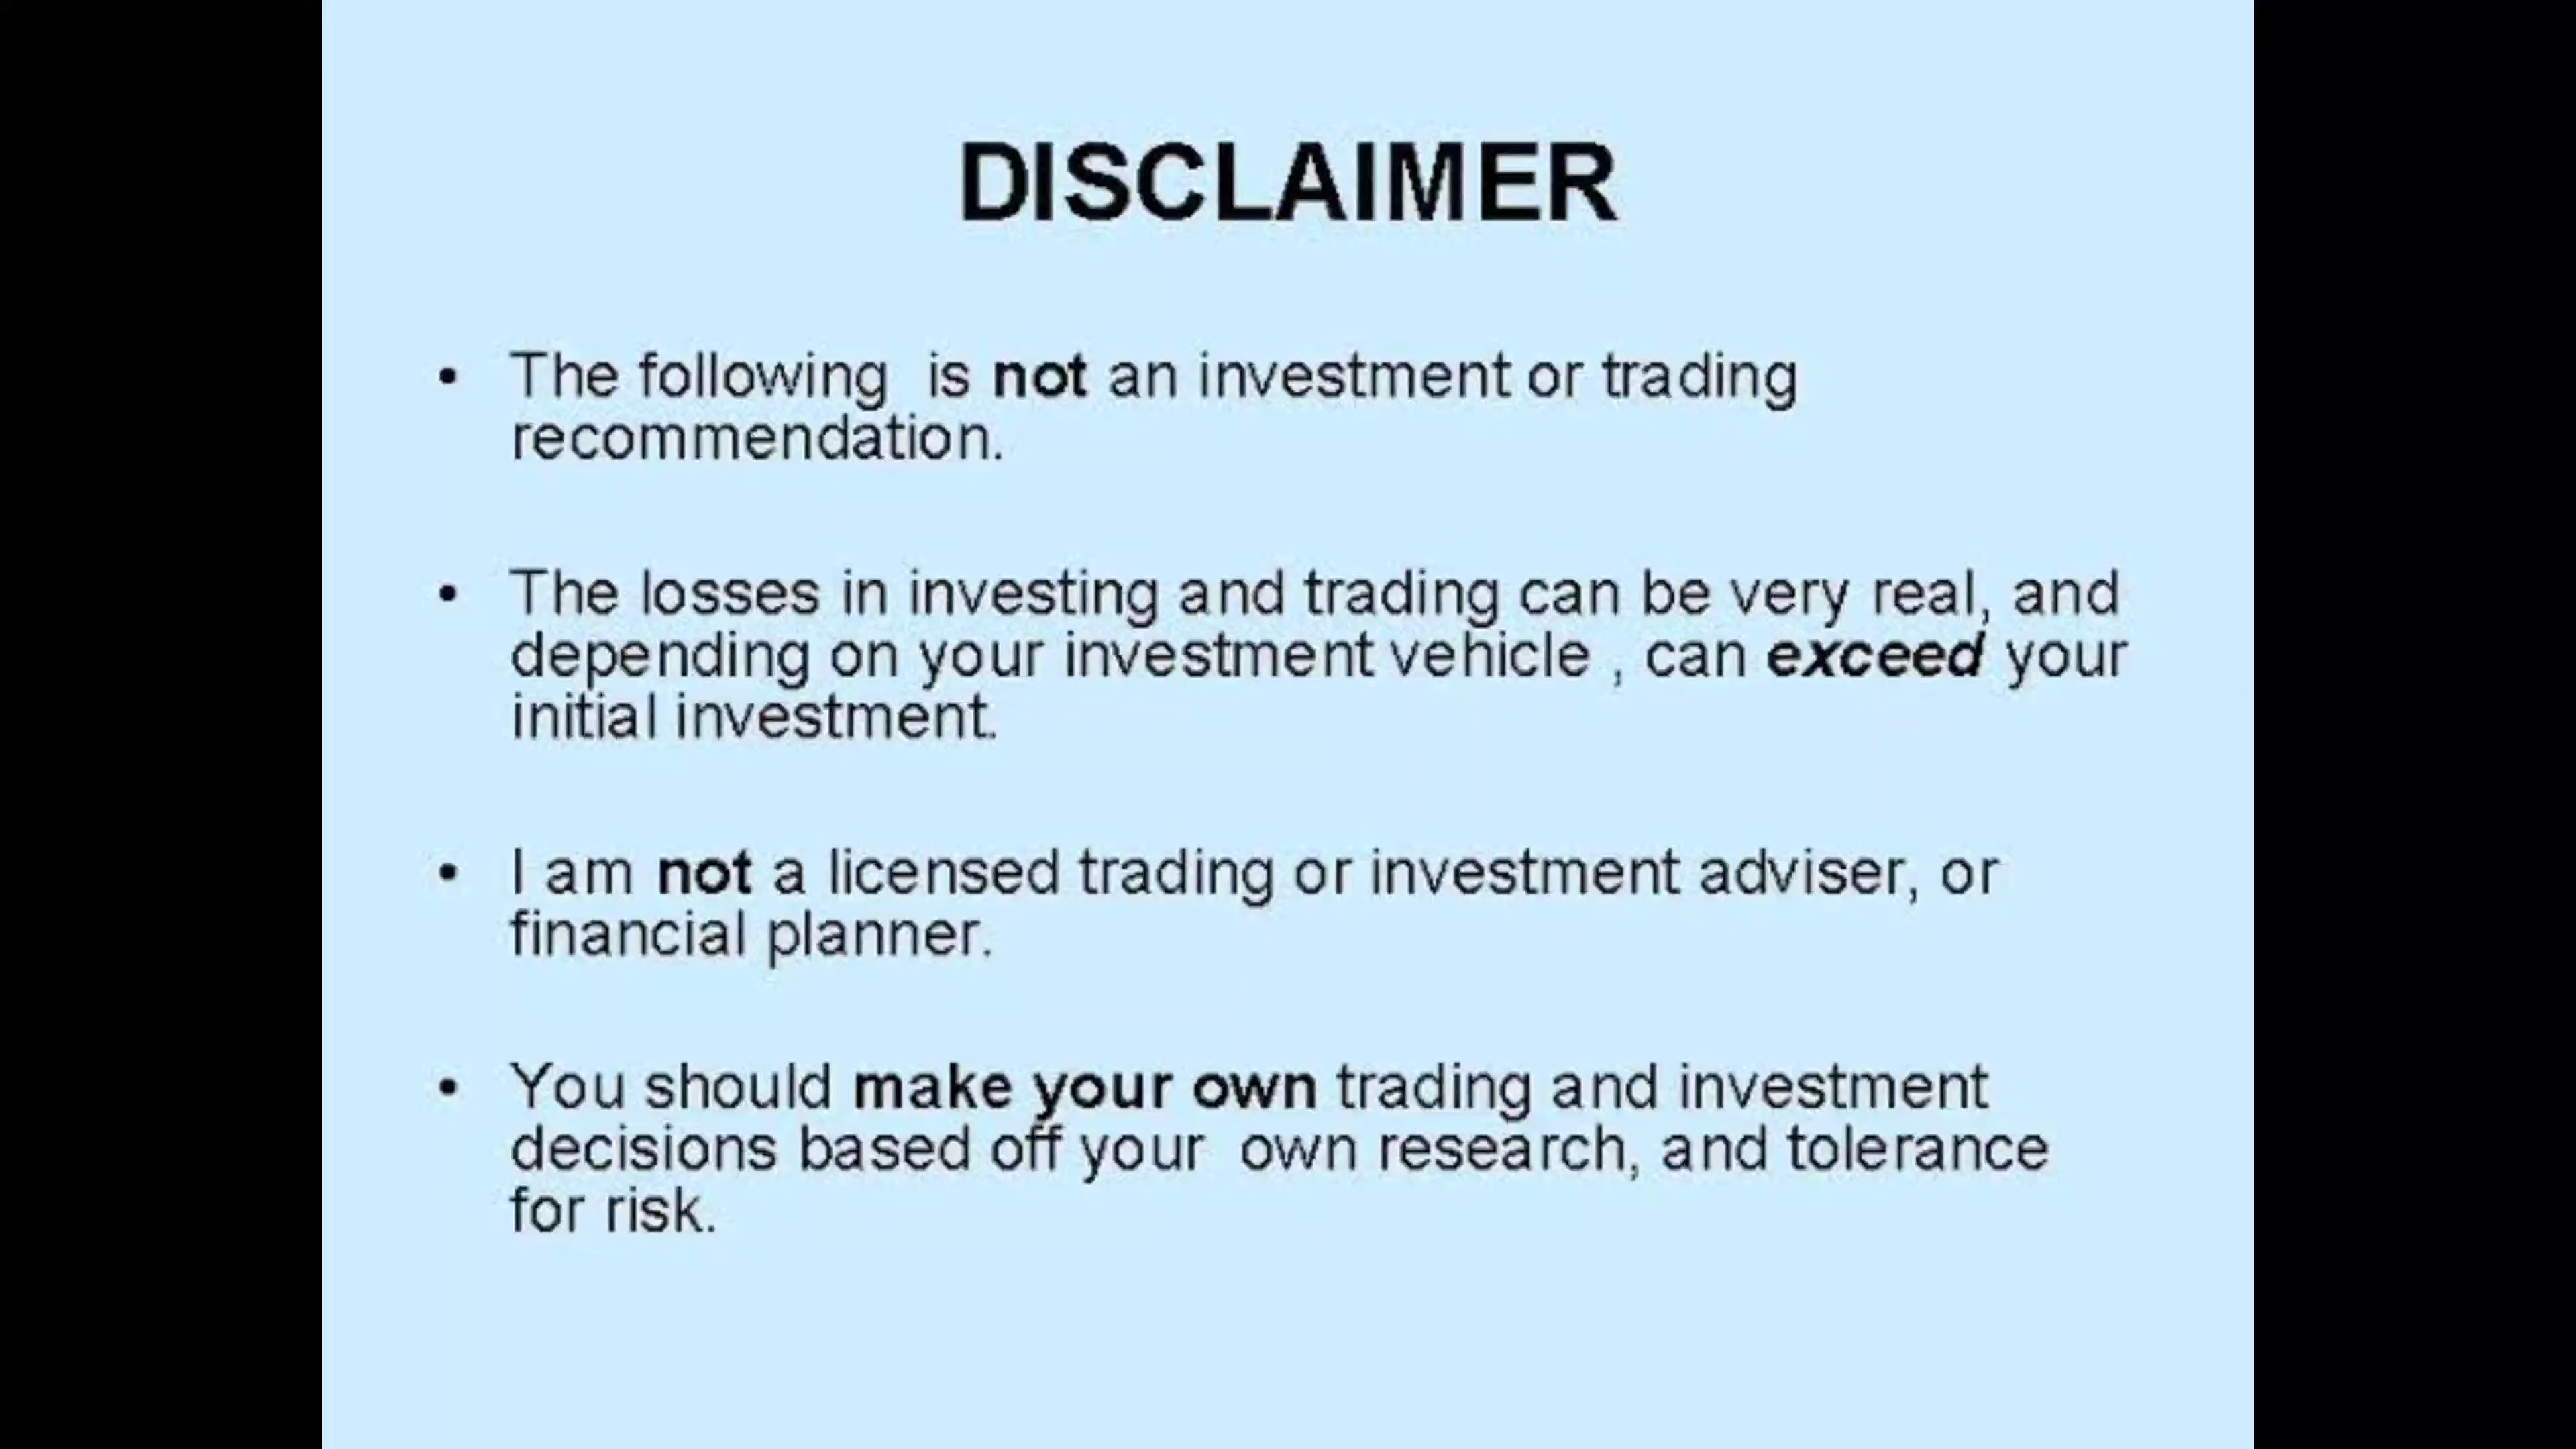 DISCLAIMER
• The following is not an investment or trading
recommendation.
• The losses in investing and trading can be very real, and
depending on your investment vehicle , can exceed your
initial investment.
• I am not a licensed trading or investment adviser, or
financial planner.
• You should make your own trading and investment
decisions based off your own research, and tolerance
for risk.